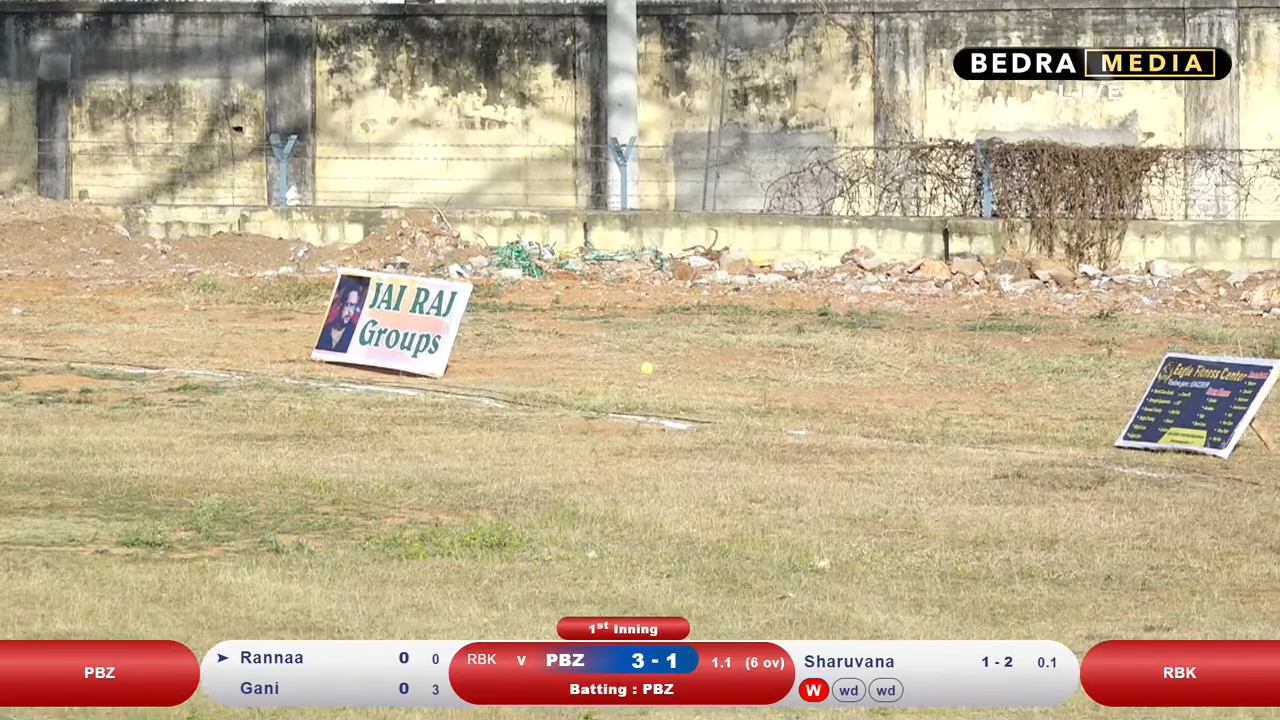 BEDRA MEDIA
LIVE
JAI RAJ
Groups
Eagle Fitness Center
1st Inning
PBZ
Rannaa 0 0
Gani 0 3
RBK v PBZ 3 - 1 1.1 (6 ov)
Batting : PBZ
Sharuvana 1 - 2 0.1
W wd wd
RBK